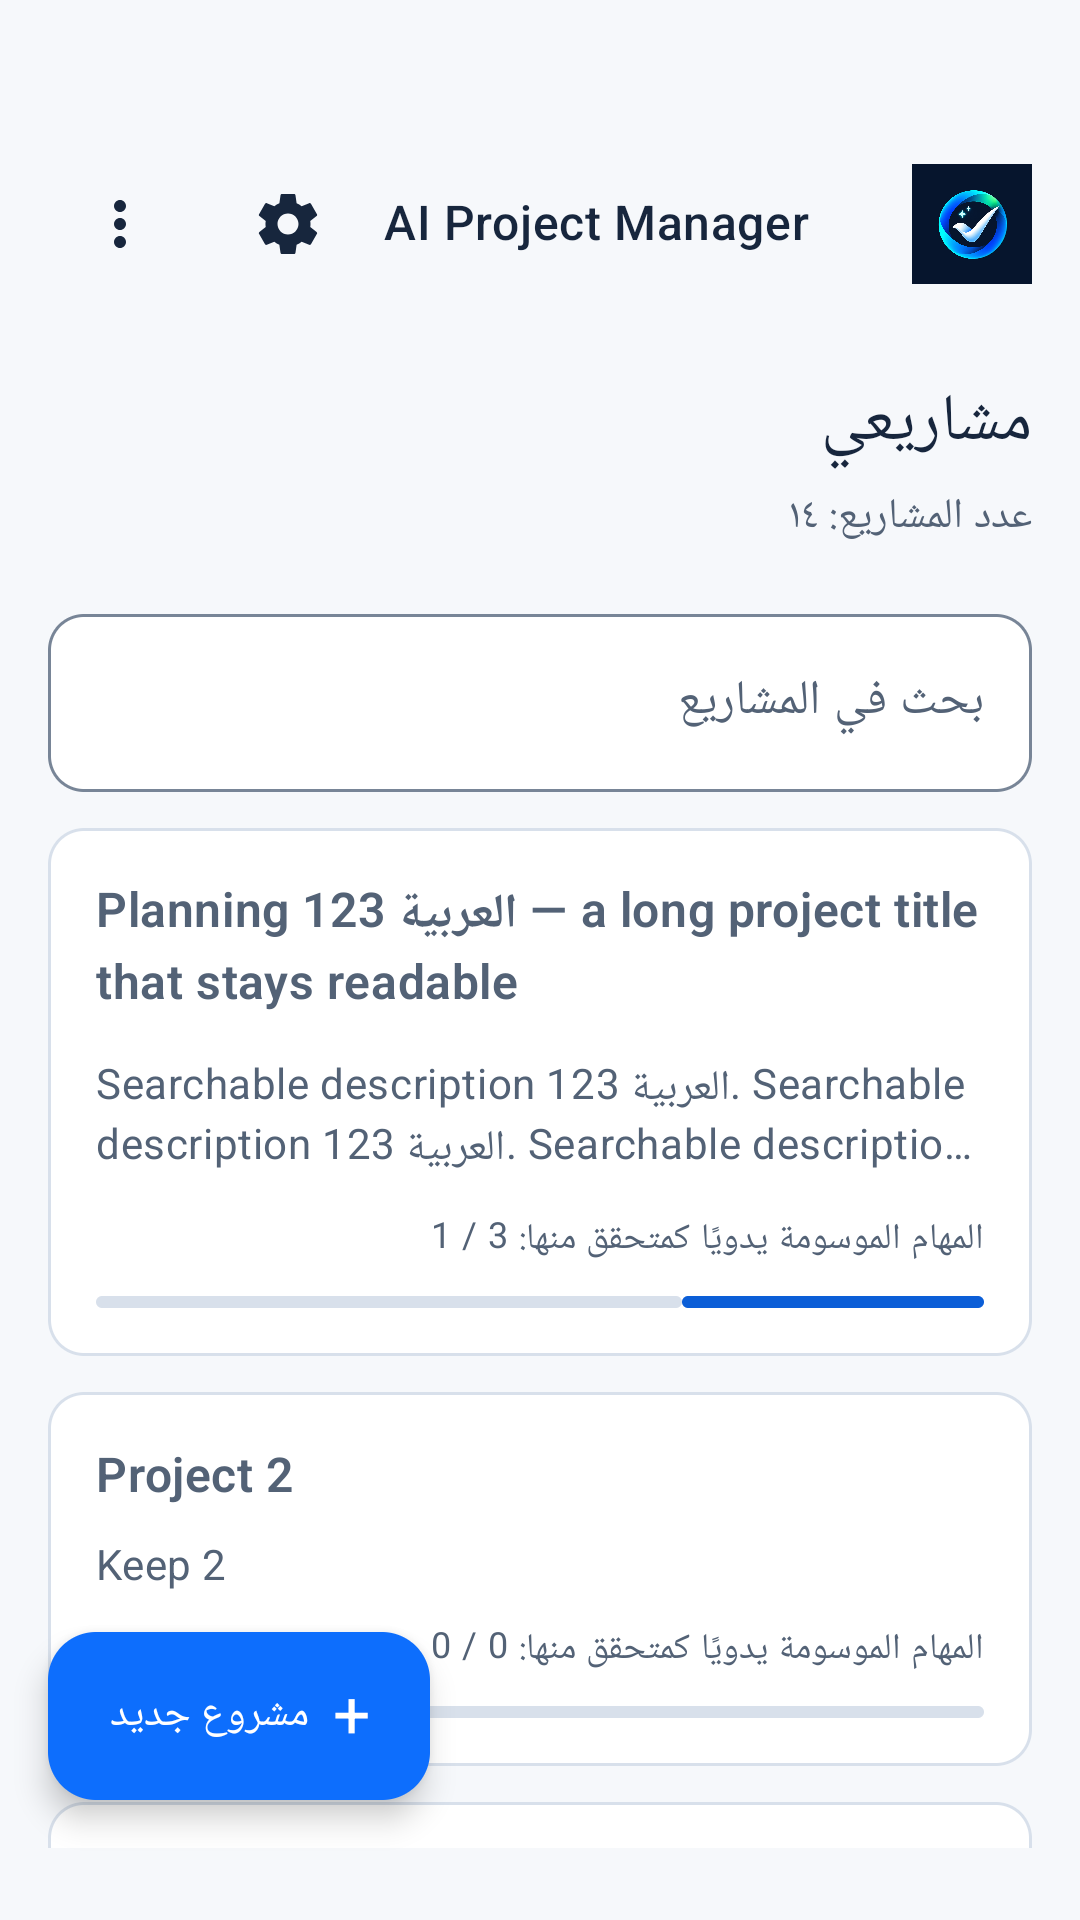 AI Project Manager
مشاريعي
عدد المشاريع: ١٤
بحث في المشاريع
Planning 123 العربية — a long project title
that stays readable
Searchable description 123 العربية. Searchable
description 123 العربية. Searchable descriptio…
المهام الموسومة يدويًا كمتحقق منها: 3 / 1
Project 2
Keep 2
المهام الموسومة يدويًا كمتحقق منها: 0 / 0
مشروع جديد